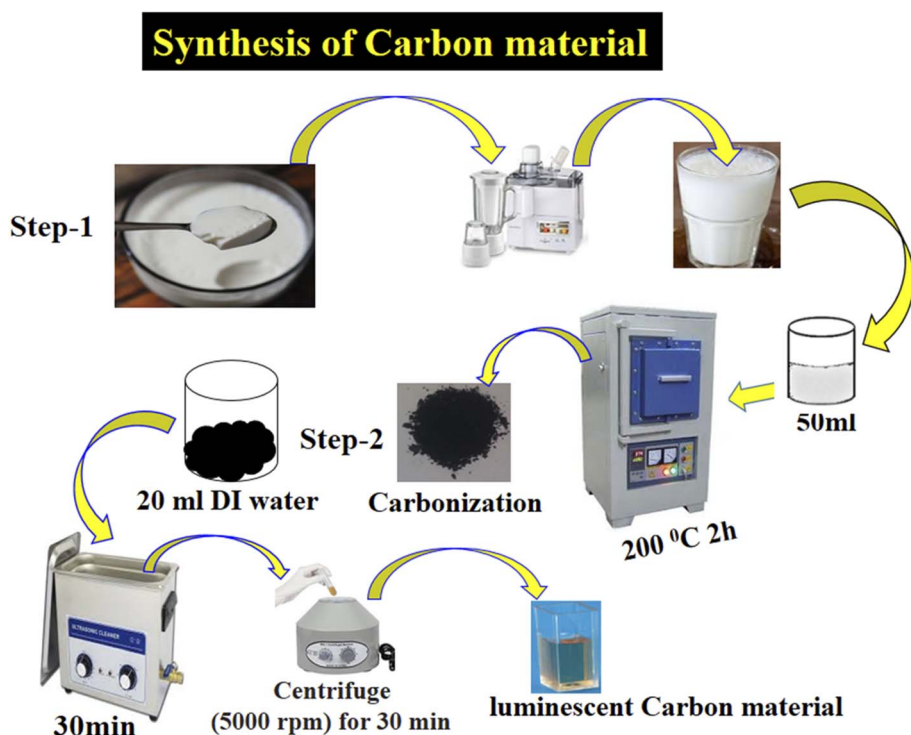 Synthesis of Carbon material
Step-1
50ml
200 ⁰C 2h
Step-2
Carbonization
20 ml DI water
ULTRASONIC CLEANER
30min
Centrifuge
(5000 rpm) for 30 min
luminescent Carbon material